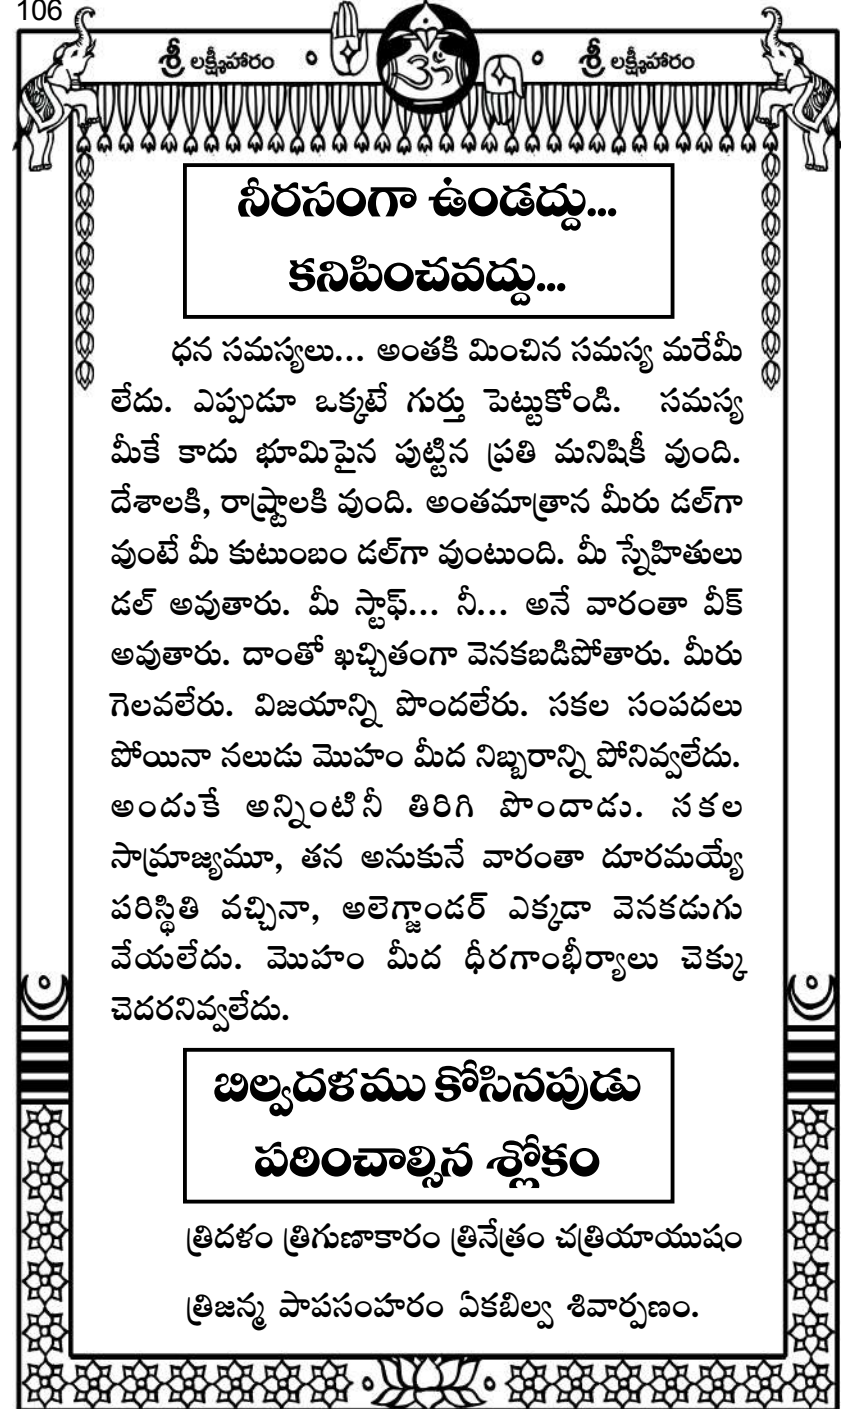 106
శ్రీ లక్ష్మీహారం శ్రీ లక్ష్మీహారం
ఓం
నీరసంగా ఉండద్దు...
కనిపించవద్దు...
ధన సమస్యలు... అంతకి మించిన సమస్య మరేమీ
లేదు. ఎప్పుడూ ఒక్కటే గుర్తు పెట్టుకోండి. సమస్య
మీకే కాదు భూమిపైన పుట్టిన ప్రతి మనిషికీ వుంది.
దేశాలకి, రాష్ట్రాలకి వుంది. అంతమాత్రాన మీరు డల్‌గా
వుంటే మీ కుటుంబం డల్‌గా వుంటుంది. మీ స్నేహితులు
డల్ అవుతారు. మీ స్టాఫ్... నీ... అనే వారంతా వీక్
అవుతారు. దాంతో ఖచ్చితంగా వెనకబడిపోతారు. మీరు
గెలవలేరు. విజయాన్ని పొందలేరు. సకల సంపదలు
పోయినా నలుడు మొహం మీద నిబ్బరాన్ని పోనివ్వలేదు.
అందుకే అన్నింటినీ తిరిగి పొందాడు. సకల
సామ్రాజ్యమూ, తన అనుకునే వారంతా దూరమయ్యే
పరిస్థితి వచ్చినా, అలెగ్జాండర్ ఎక్కడా వెనకడుగు
వేయలేదు. మొహం మీద ధీరగాంభీర్యాలు చెక్కు
చెదరనివ్వలేదు.
బిల్వదళము కోసినపుడు
పఠించాల్సిన శ్లోకం
త్రిదళం త్రిగుణాకారం త్రినేత్రం చత్రియాయుషం
త్రిజన్మ పాపసంహరం ఏకబిల్వ శివార్పణం.